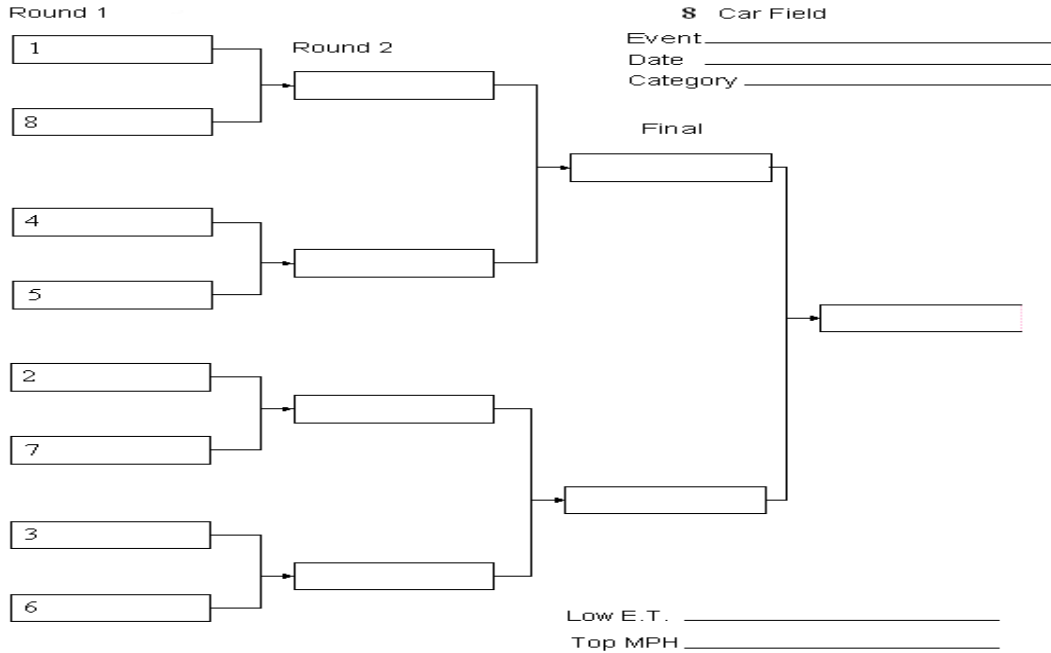 Round 1
8 Car Field
Event
Date
Category
1
Round 2
8
Final
4
5
2
7
3
6
Low E.T.
Top MPH